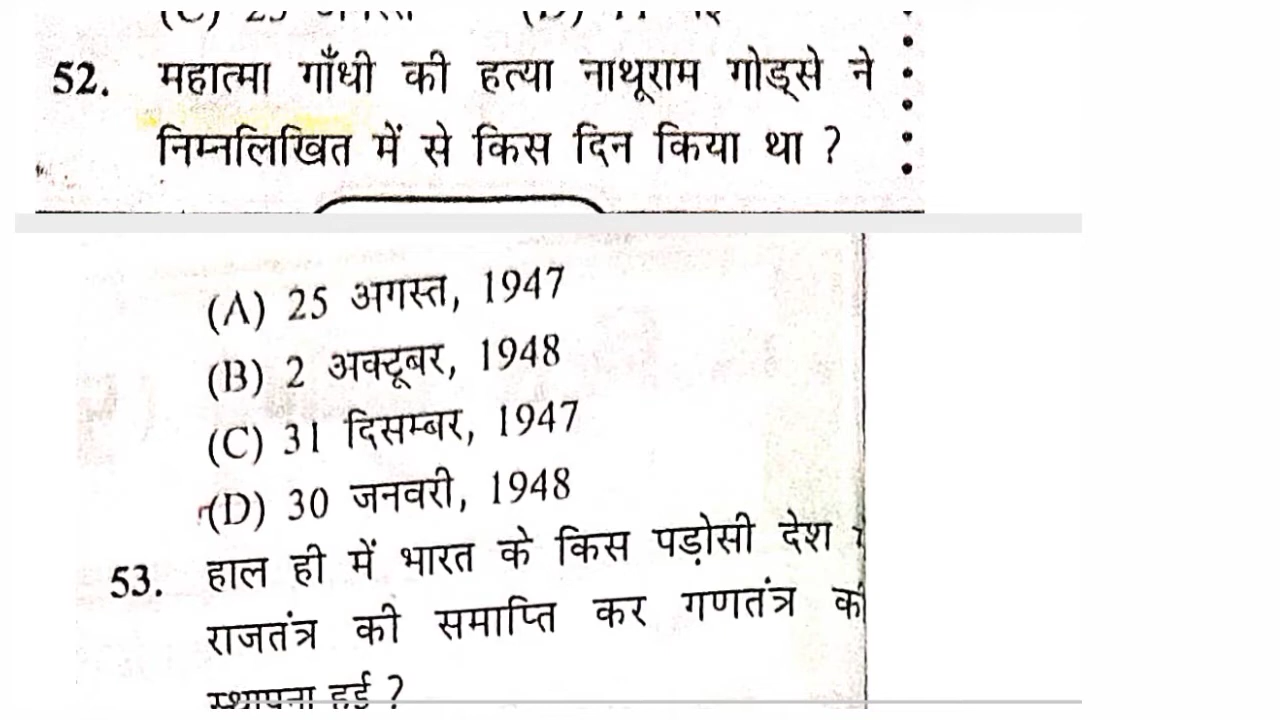 52. महात्मा गाँधी की हत्या नाथूराम गोड्से ने
निम्नलिखित में से किस दिन किया था ?
(A) 25 अगस्त, 1947
(B) 2 अक्टूबर, 1948
(C) 31 दिसम्बर, 1947
(D) 30 जनवरी, 1948
53. हाल ही में भारत के किस पड़ोसी देश
राजतंत्र की समाप्ति कर गणतंत्र की
स्थापना हुई ?